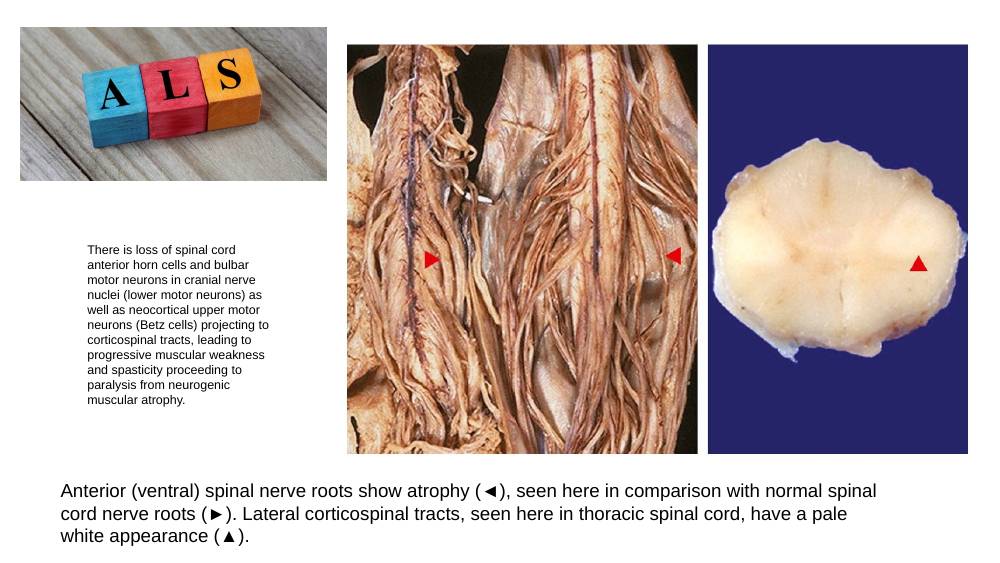 A L S
There is loss of spinal cord
anterior horn cells and bulbar
motor neurons in cranial nerve
nuclei (lower motor neurons) as
well as neocortical upper motor
neurons (Betz cells) projecting to
corticospinal tracts, leading to
progressive muscular weakness
and spasticity proceeding to
paralysis from neurogenic
muscular atrophy.
Anterior (ventral) spinal nerve roots show atrophy (◄), seen here in comparison with normal spinal
cord nerve roots (►). Lateral corticospinal tracts, seen here in thoracic spinal cord, have a pale
white appearance (▲).